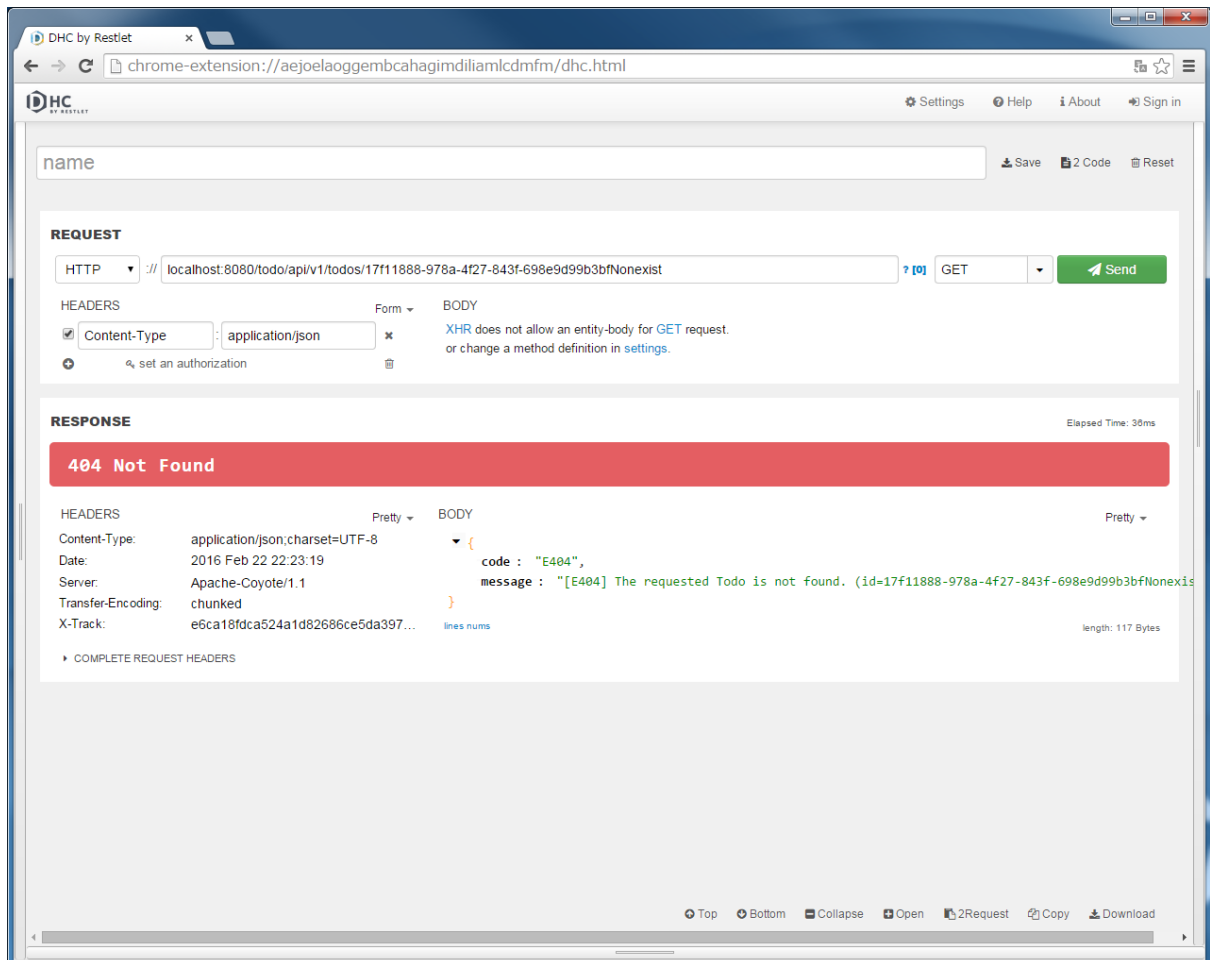 DHC by Restlet
chrome-extension://aejoelaoggembcahagimdiliamlcdmfm/dhc.html
DHC
BY RESTLET
Settings Help About Sign in
name
Save 2 Code Reset
REQUEST
HTTP :// localhost:8080/todo/api/v1/todos/17f11888-978a-4f27-843f-698e9d99b3bfNonexist ? [0] GET Send
HEADERS Form BODY
Content-Type : application/json
XHR does not allow an entity-body for GET request.
or change a method definition in settings.
set an authorization
RESPONSE
Elapsed Time: 36ms
404 Not Found
HEADERS Pretty BODY Pretty
Content-Type: application/json;charset=UTF-8
Date: 2016 Feb 22 22:23:19
Server: Apache-Coyote/1.1
Transfer-Encoding: chunked
X-Track: e6ca18fdca524a1d82686ce5da397...
COMPLETE REQUEST HEADERS
{
code : "E404",
message : "[E404] The requested Todo is not found. (id=17f11888-978a-4f27-843f-698e9d99b3bfNonexis
}
lines nums length: 117 Bytes
Top Bottom Collapse Open 2Request Copy Download